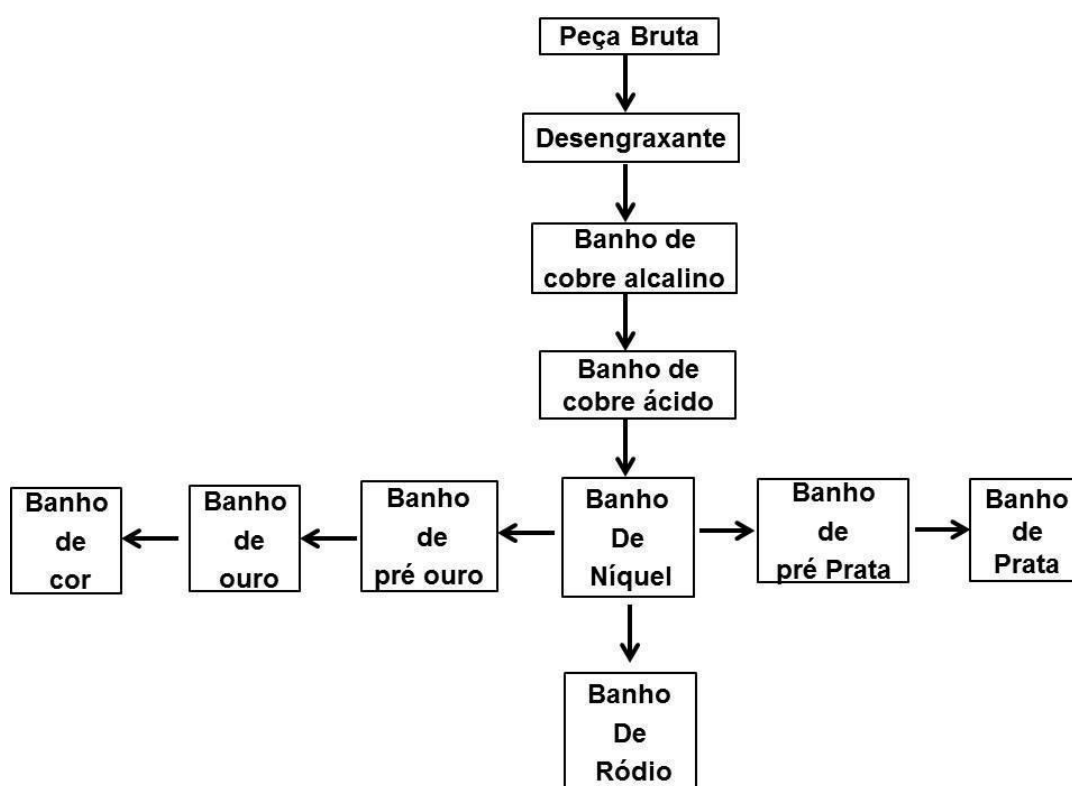 Peça Bruta
Desengraxante
Banho de
cobre alcalino
Banho de
cobre ácido
Banho
de
cor
Banho
de
ouro
Banho
de
pré ouro
Banho
De
Níquel
Banho
de
pré Prata
Banho
de
Prata
Banho
De
Ródio